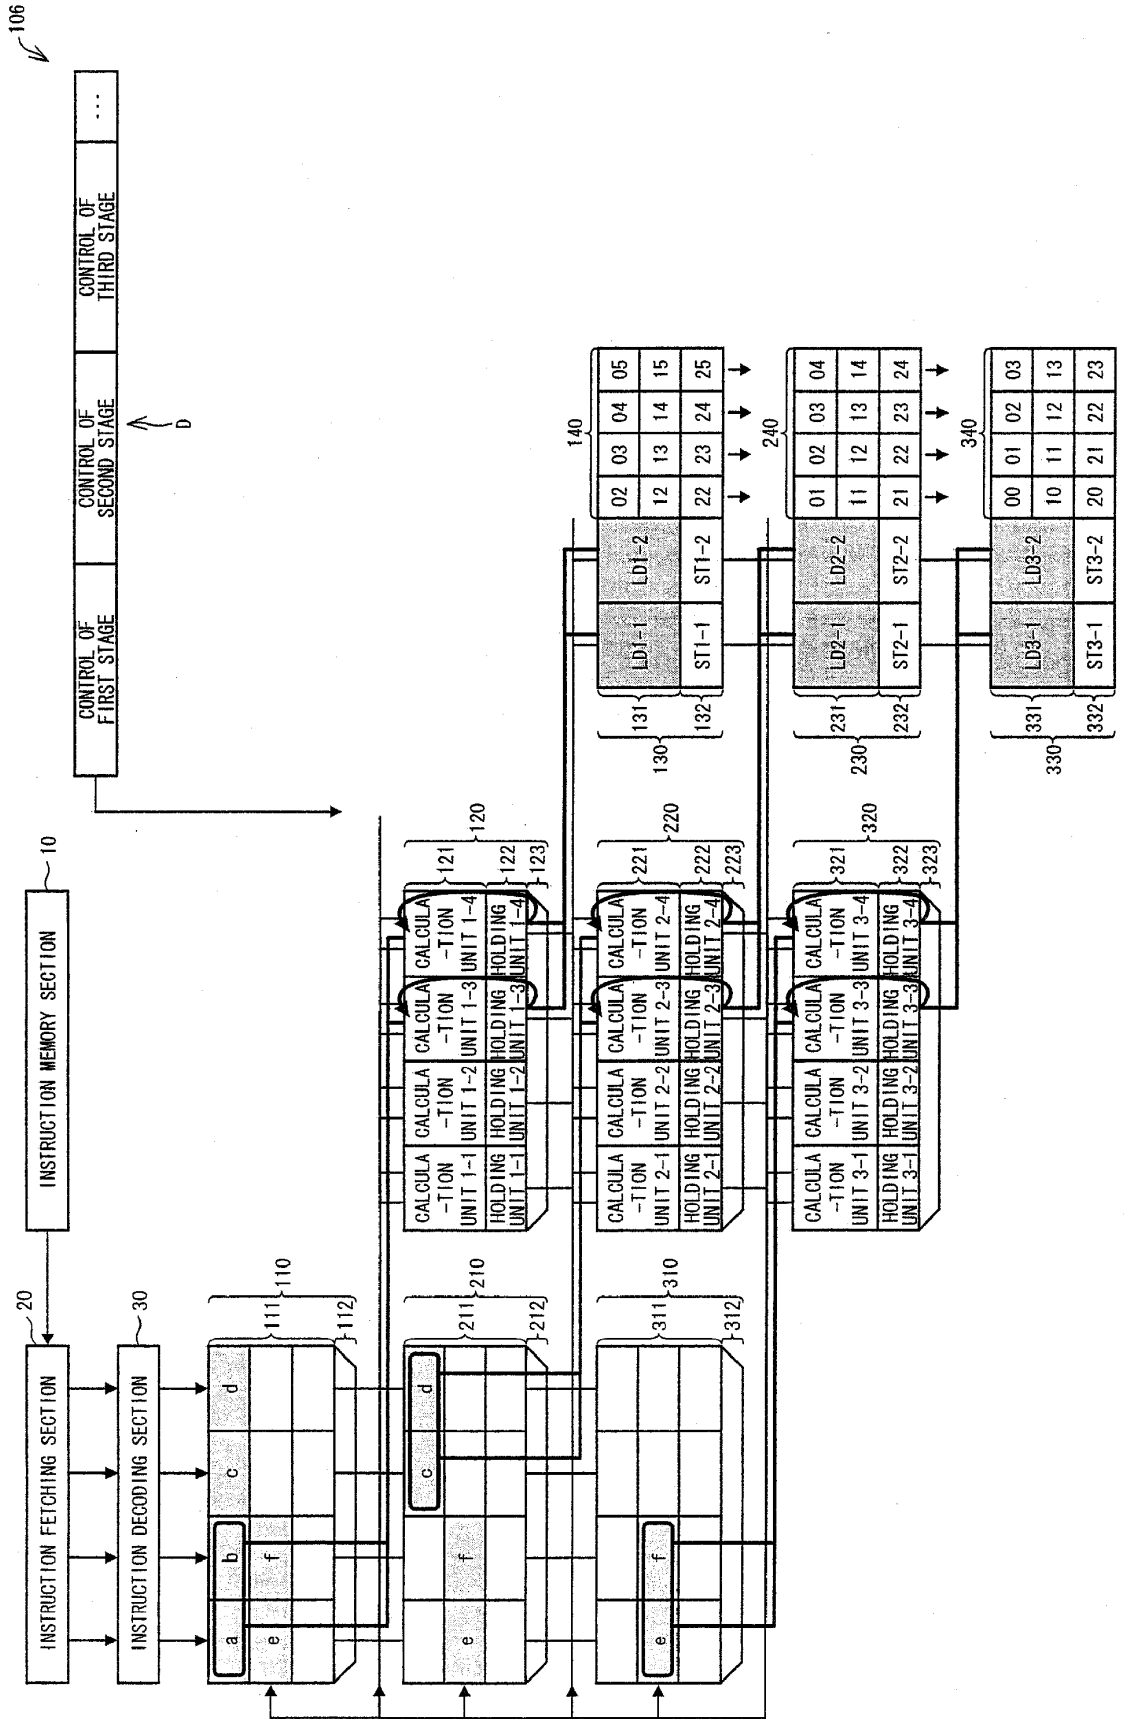 106
CONTROL OF FIRST STAGE
CONTROL OF SECOND STAGE
CONTROL OF THIRD STAGE
...
D
10
INSTRUCTION MEMORY SECTION
20
INSTRUCTION FETCHING SECTION
30
INSTRUCTION DECODING SECTION
a b c d
e f
111
112
110
CALCULA-TION UNIT 1-1
CALCULA-TION UNIT 1-2
CALCULA-TION UNIT 1-3
CALCULA-TION UNIT 1-4
HOLDING UNIT 1-1
HOLDING UNIT 1-2
HOLDING UNIT 1-3
HOLDING UNIT 1-4
121
122
123
120
c d
e f
211
212
210
CALCULA-TION UNIT 2-1
CALCULA-TION UNIT 2-2
CALCULA-TION UNIT 2-3
CALCULA-TION UNIT 2-4
HOLDING UNIT 2-1
HOLDING UNIT 2-2
HOLDING UNIT 2-3
HOLDING UNIT 2-4
221
222
223
220
130
131
132
LD1-1 LD1-2
ST1-1 ST1-2
140
02 03 04 05
12 13 14 15
22 23 24 25
e f
311
312
310
CALCULA-TION UNIT 3-1
CALCULA-TION UNIT 3-2
CALCULA-TION UNIT 3-3
CALCULA-TION UNIT 3-4
HOLDING UNIT 3-1
HOLDING UNIT 3-2
HOLDING UNIT 3-3
HOLDING UNIT 3-4
321
322
323
320
230
231
232
LD2-1 LD2-2
ST2-1 ST2-2
240
01 02 03 04
11 12 13 14
21 22 23 24
330
331
332
LD3-1 LD3-2
ST3-1 ST3-2
340
00 01 02 03
10 11 12 13
20 21 22 23